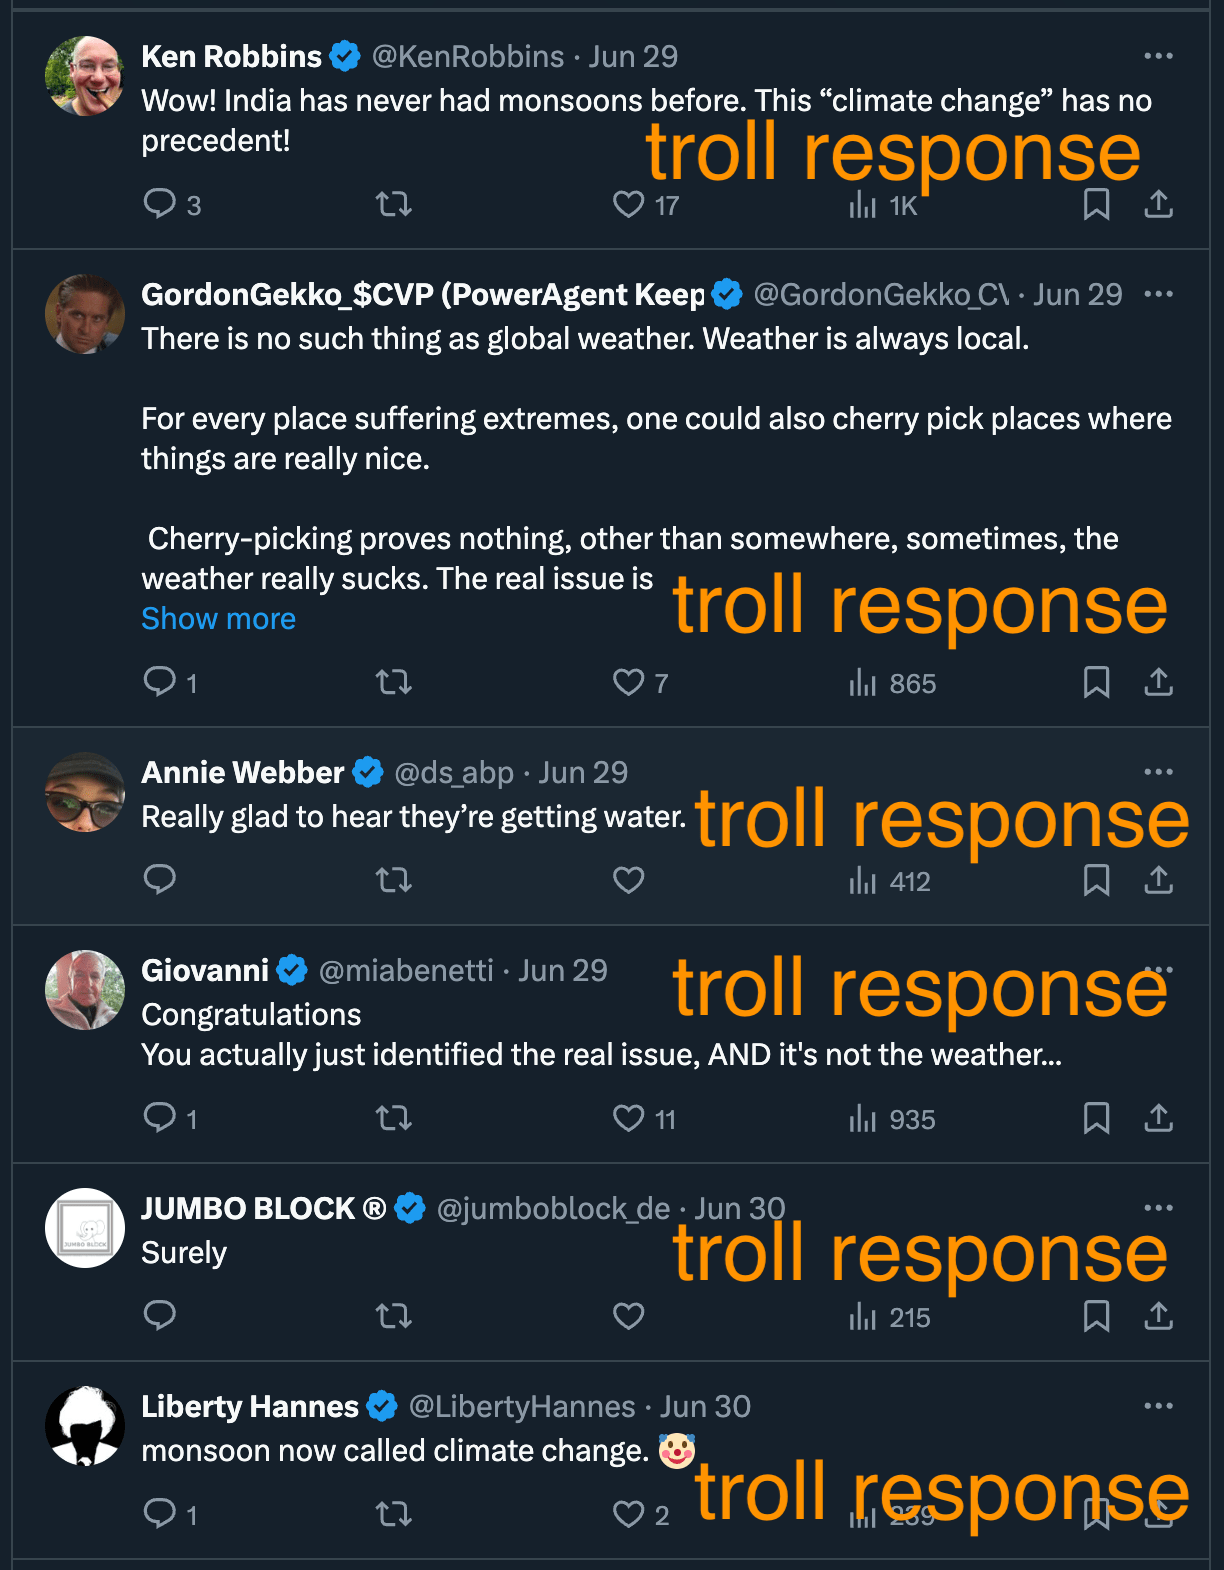 Ken Robbins @KenRobbins · Jun 29
Wow! India has never had monsoons before. This “climate change” has no
precedent!
troll response
3 17 1K
GordonGekko_$CVP (PowerAgent Keep @GordonGekko_C\ · Jun 29
There is no such thing as global weather. Weather is always local.
For every place suffering extremes, one could also cherry pick places where
things are really nice.
Cherry-picking proves nothing, other than somewhere, sometimes, the
weather really sucks. The real issue is
troll response
Show more
1 7 865
Annie Webber @ds_abp · Jun 29
Really glad to hear they’re getting water.
troll response
412
Giovanni @miabenetti · Jun 29
troll response
Congratulations
You actually just identified the real issue, AND it's not the weather...
1 11 935
JUMBO BLOCK ® @jumboblock_de · Jun 30
Surely
troll response
JUMBO BLOCK
215
Liberty Hannes @LibertyHannes · Jun 30
monsoon now called climate change. 🤡
troll response
1 2 239